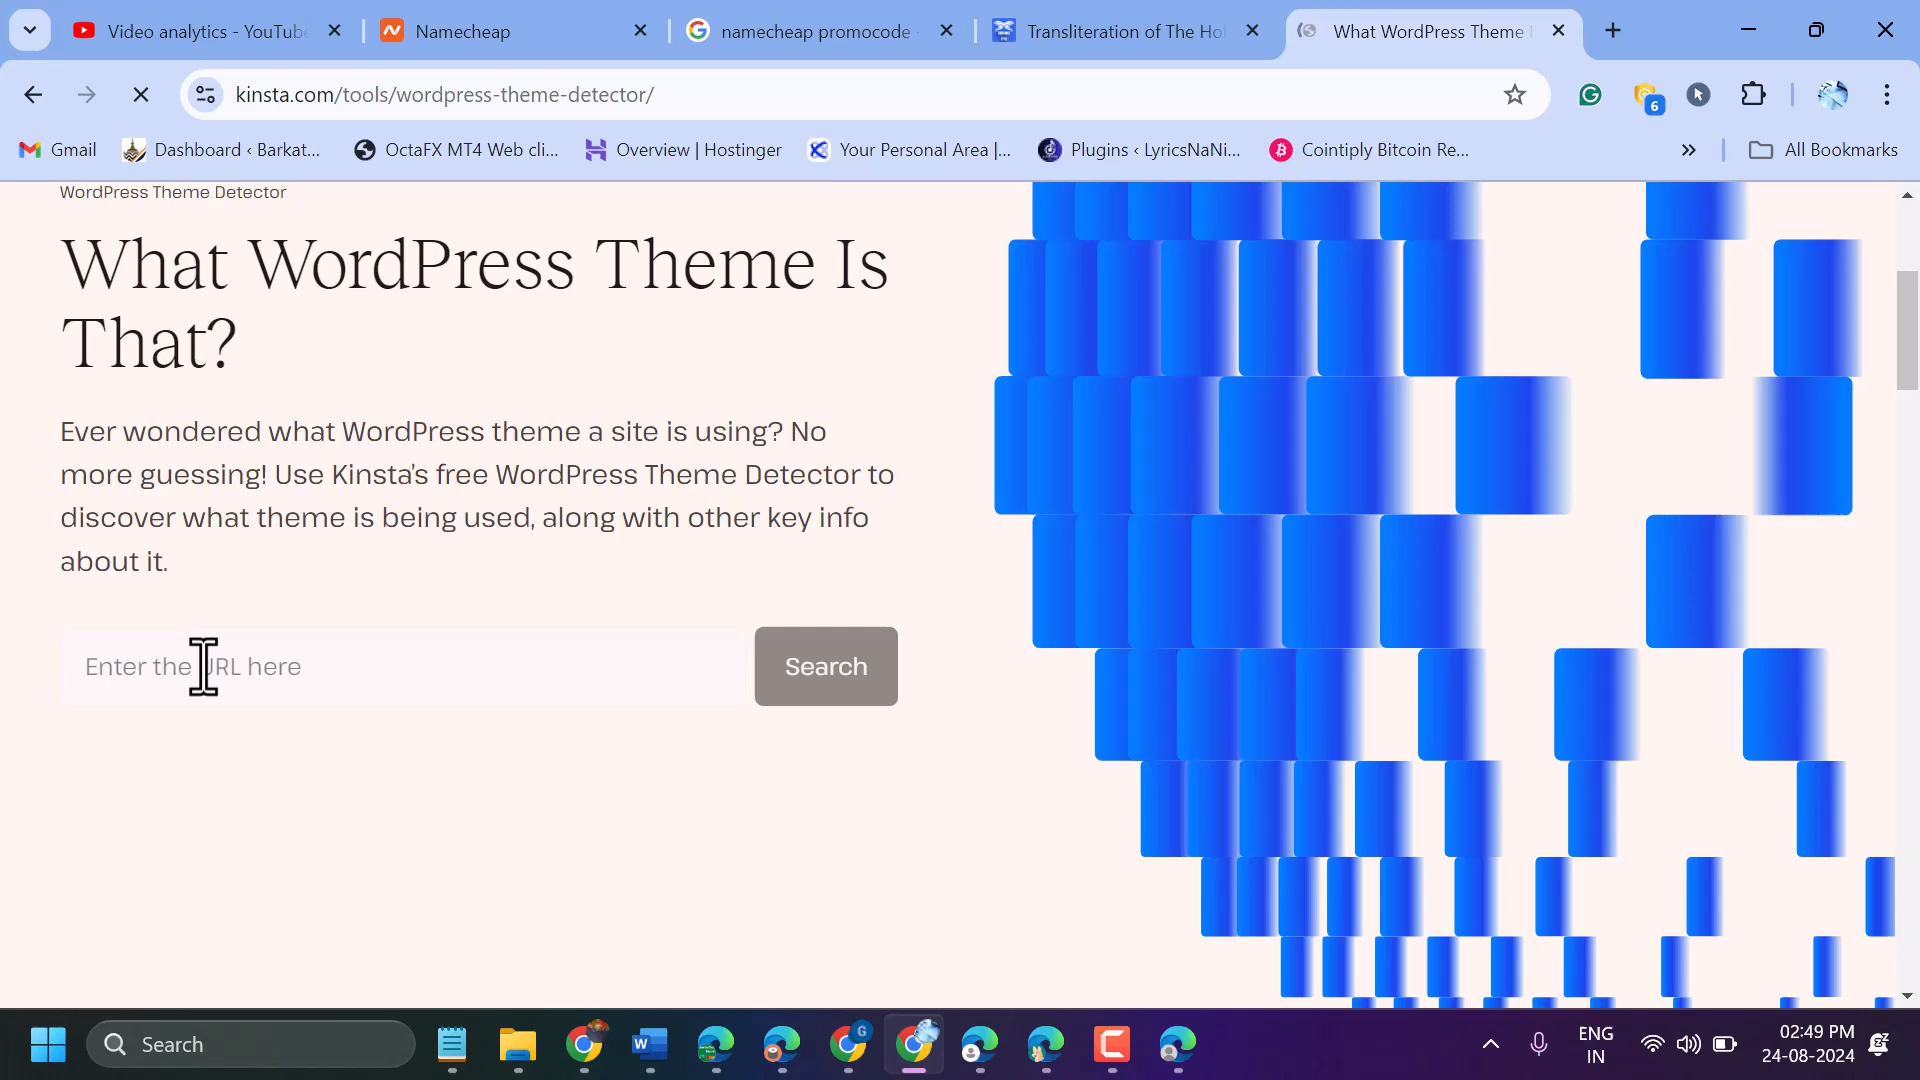 Video analytics - YouTube
Namecheap
namecheap promocode
Transliteration of The Ho
What WordPress Theme
kinsta.com/tools/wordpress-theme-detector/
6
Gmail
Dashboard ‹ Barkat...
OctaFX MT4 Web cli...
Overview | Hostinger
Your Personal Area |...
Plugins ‹ LyricsNaNi...
Cointiply Bitcoin Re...
All Bookmarks
WordPress Theme Detector
What WordPress Theme Is
That?
Ever wondered what WordPress theme a site is using? No
more guessing! Use Kinsta's free WordPress Theme Detector to
discover what theme is being used, along with other key info
about it.
Enter the URL here
Search
Search
ENG
IN
02:49 PM
24-08-2024